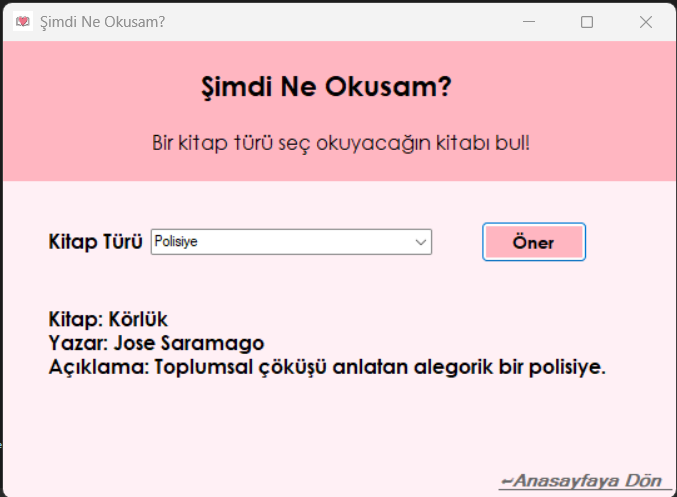 Şimdi Ne Okusam?
Şimdi Ne Okusam?
Bir kitap türü seç okuyacağın kitabı bul!
Kitap Türü Polisiye Öner
Kitap: Körlük
Yazar: Jose Saramago
Açıklama: Toplumsal çöküşü anlatan alegorik bir polisiye.
↩Anasayfaya Dön